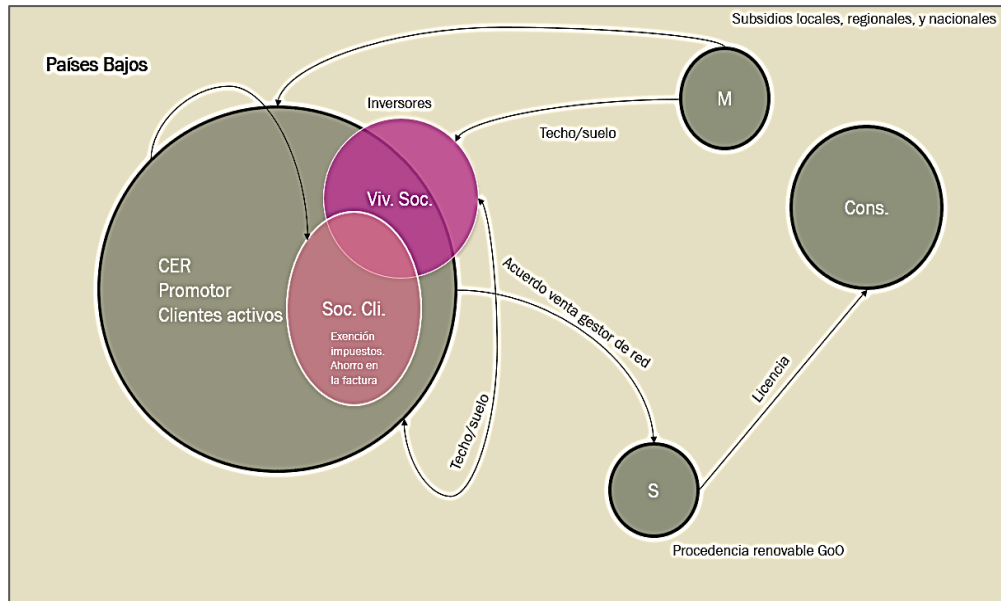 Subsidios locales, regionales, y nacionales
Países Bajos
M
Inversores
Techo/suelo
Viv. Soc.
Cons.
CER
Promotor
Clientes activos
Soc. Cli.
Exención
impuestos.
Ahorro en
la factura
Acuerdo venta gestor de red
Licencia
Techo/suelo
S
Procedencia renovable GoO